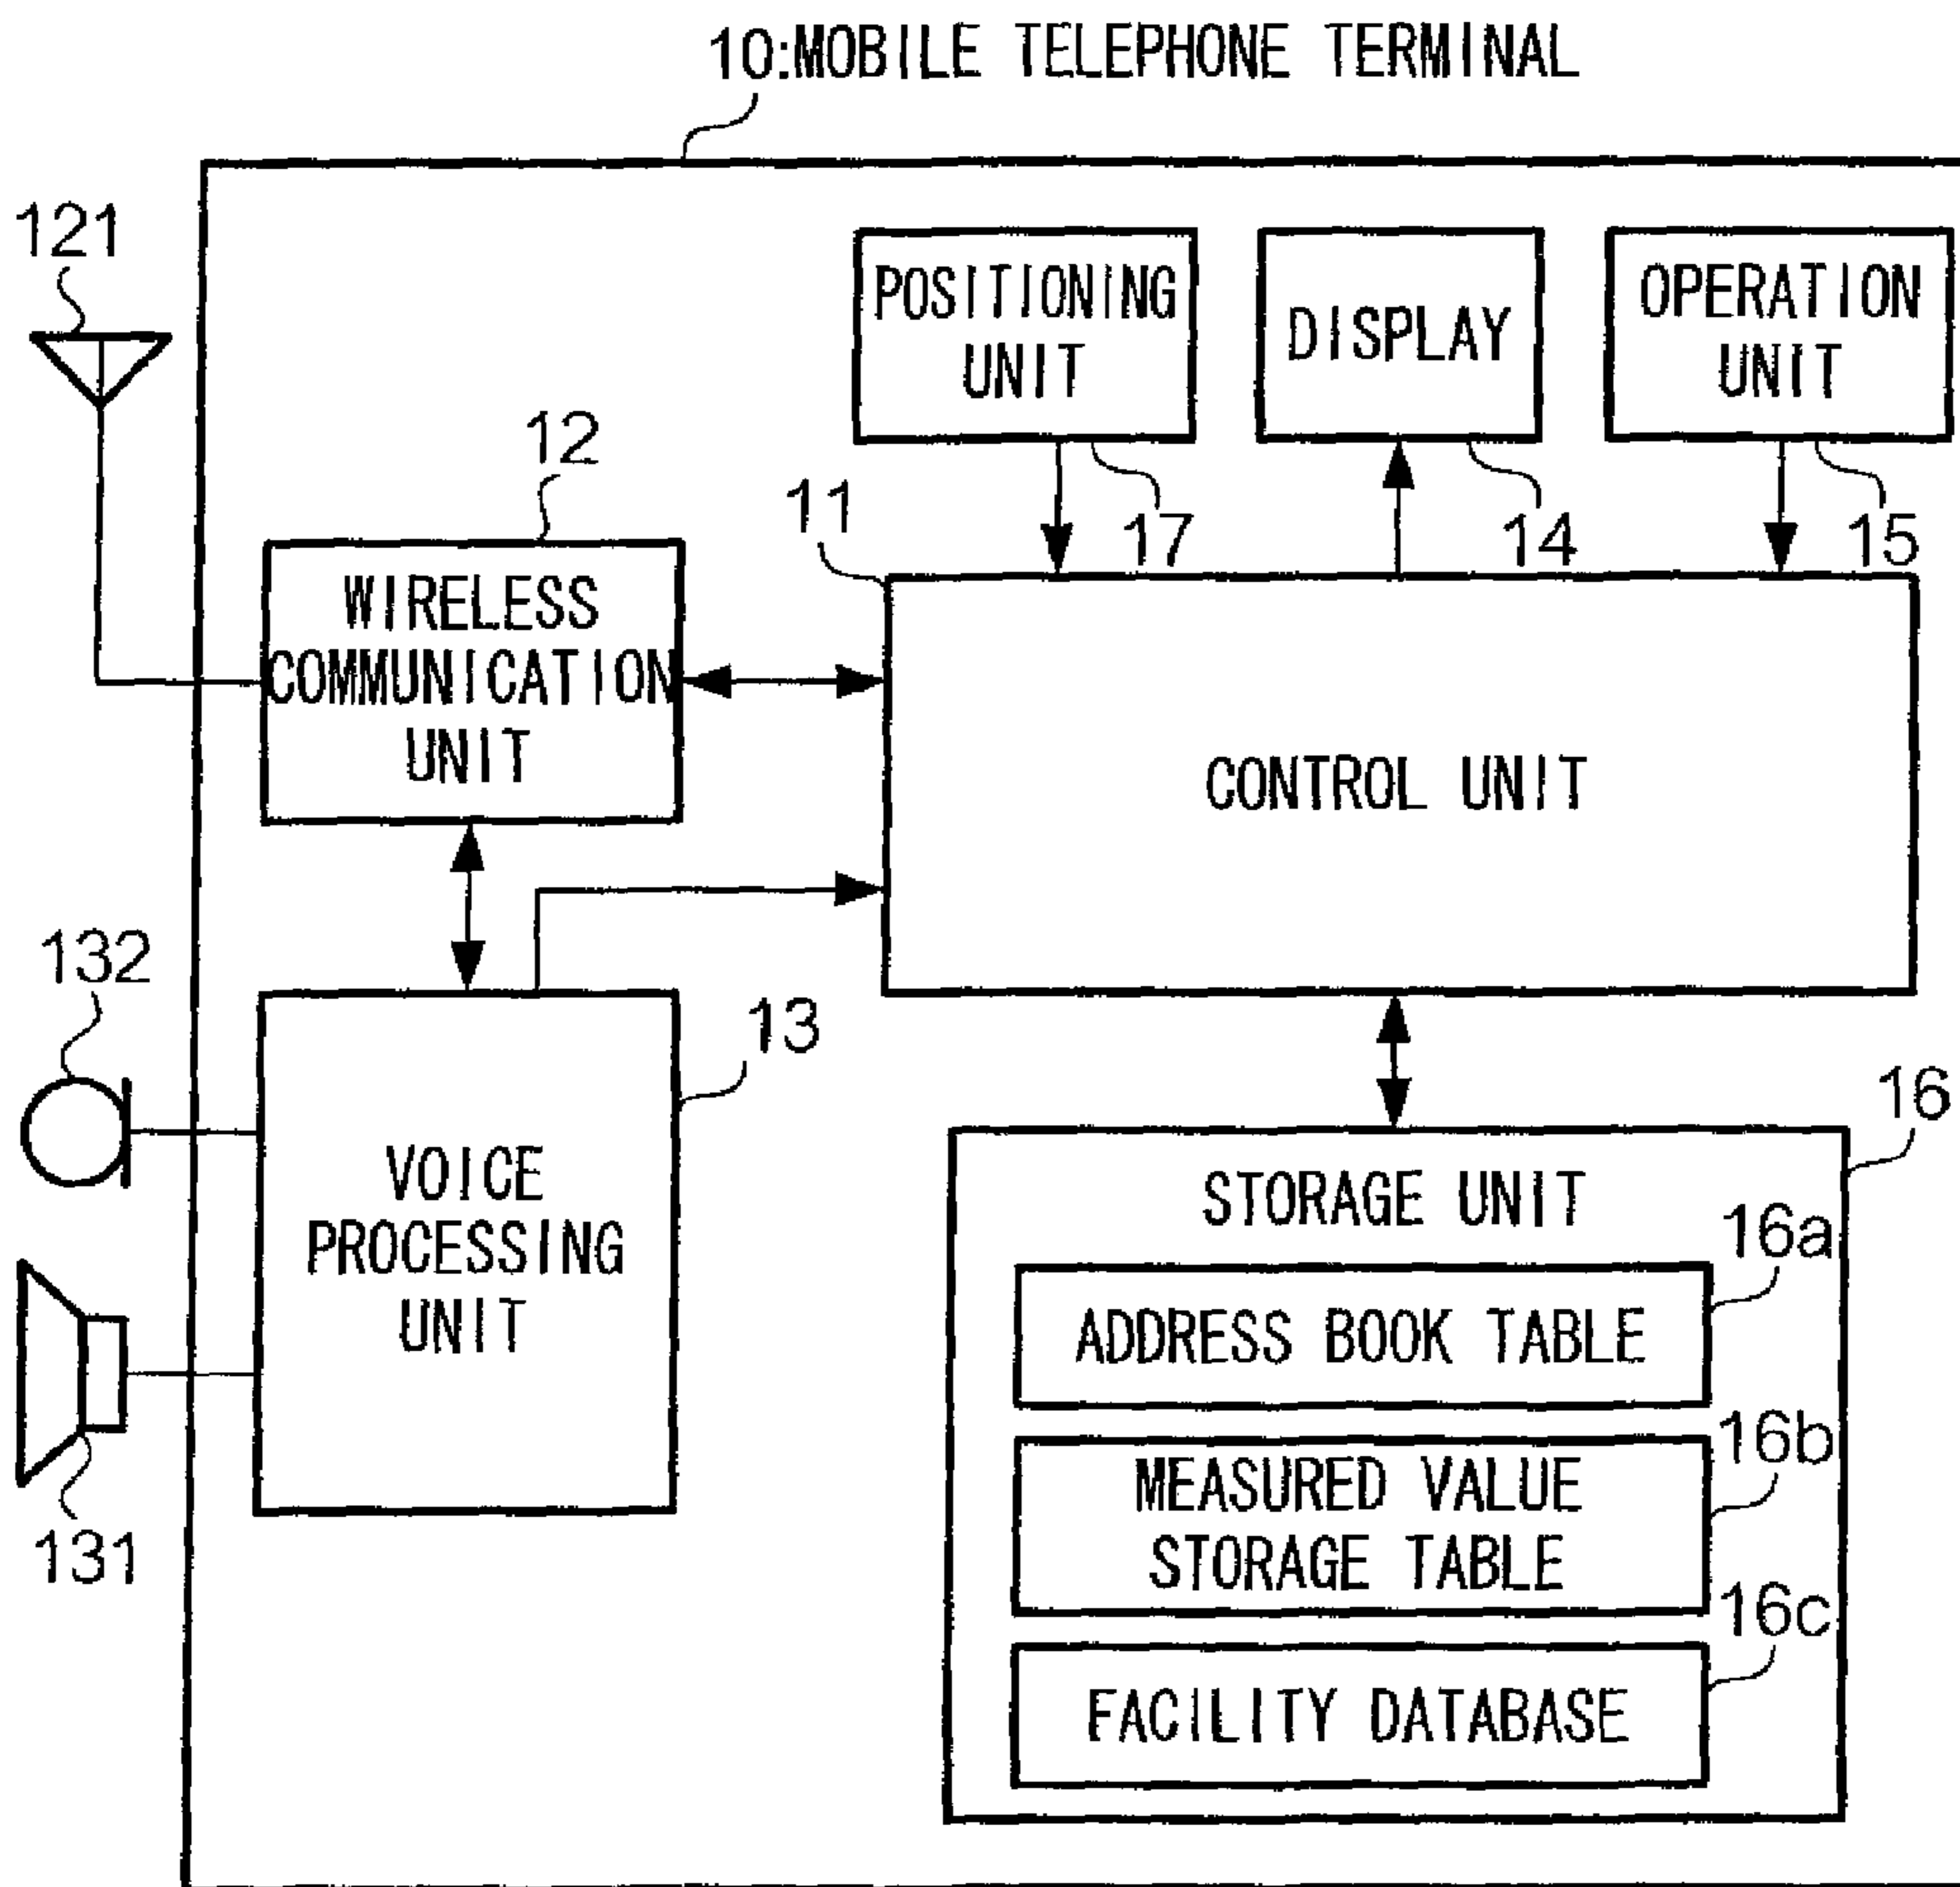 10:MOBILE TELEPHONE TERMINAL
121
POSITIONING
UNIT
DISPLAY
OPERATION
UNIT
12
11
17
14
15
WIRELESS
COMMUNICATION
UNIT
CONTROL UNIT
132
13
16
VOICE
PROCESSING
UNIT
STORAGE UNIT
16a
ADDRESS BOOK TABLE
16b
MEASURED VALUE
STORAGE TABLE
131
16c
FACILITY DATABASE